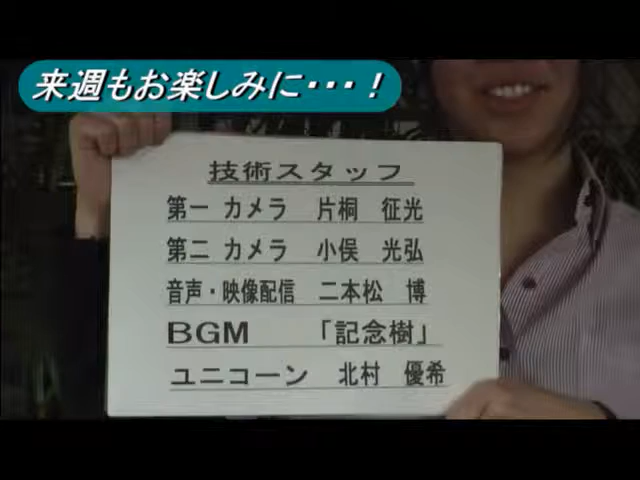 来週もお楽しみに・・・！
技術スタッフ
第一 カメラ 片桐 征光
第二 カメラ 小俣 光弘
音声・映像配信 二本松 博
BGM 「記念樹」
ユニコーン 北村 優希